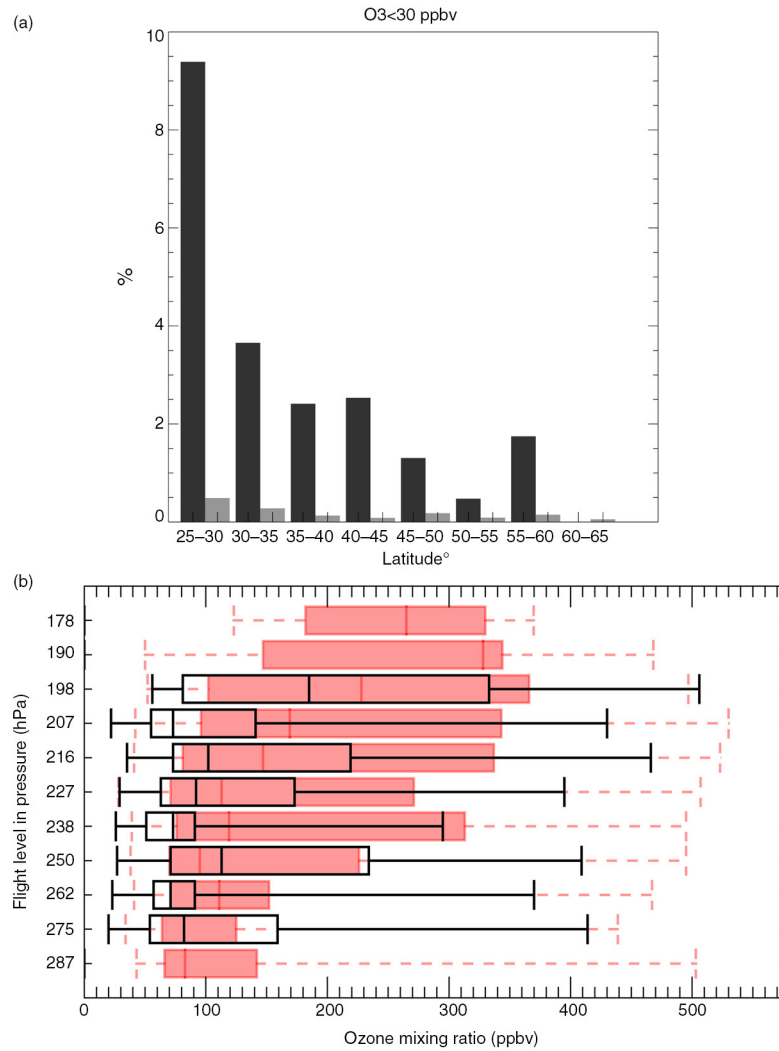 (a)
O3<30 ppbv
10
8
6
4
2
0
%
25–30 30–35 35–40 40–45 45–50 50–55 55–60 60–65
Latitude°
(b)
178
190
198
207
216
227
238
250
262
275
287
Flight level in pressure (hPa)
0 100 200 300 400 500
Ozone mixing ratio (ppbv)